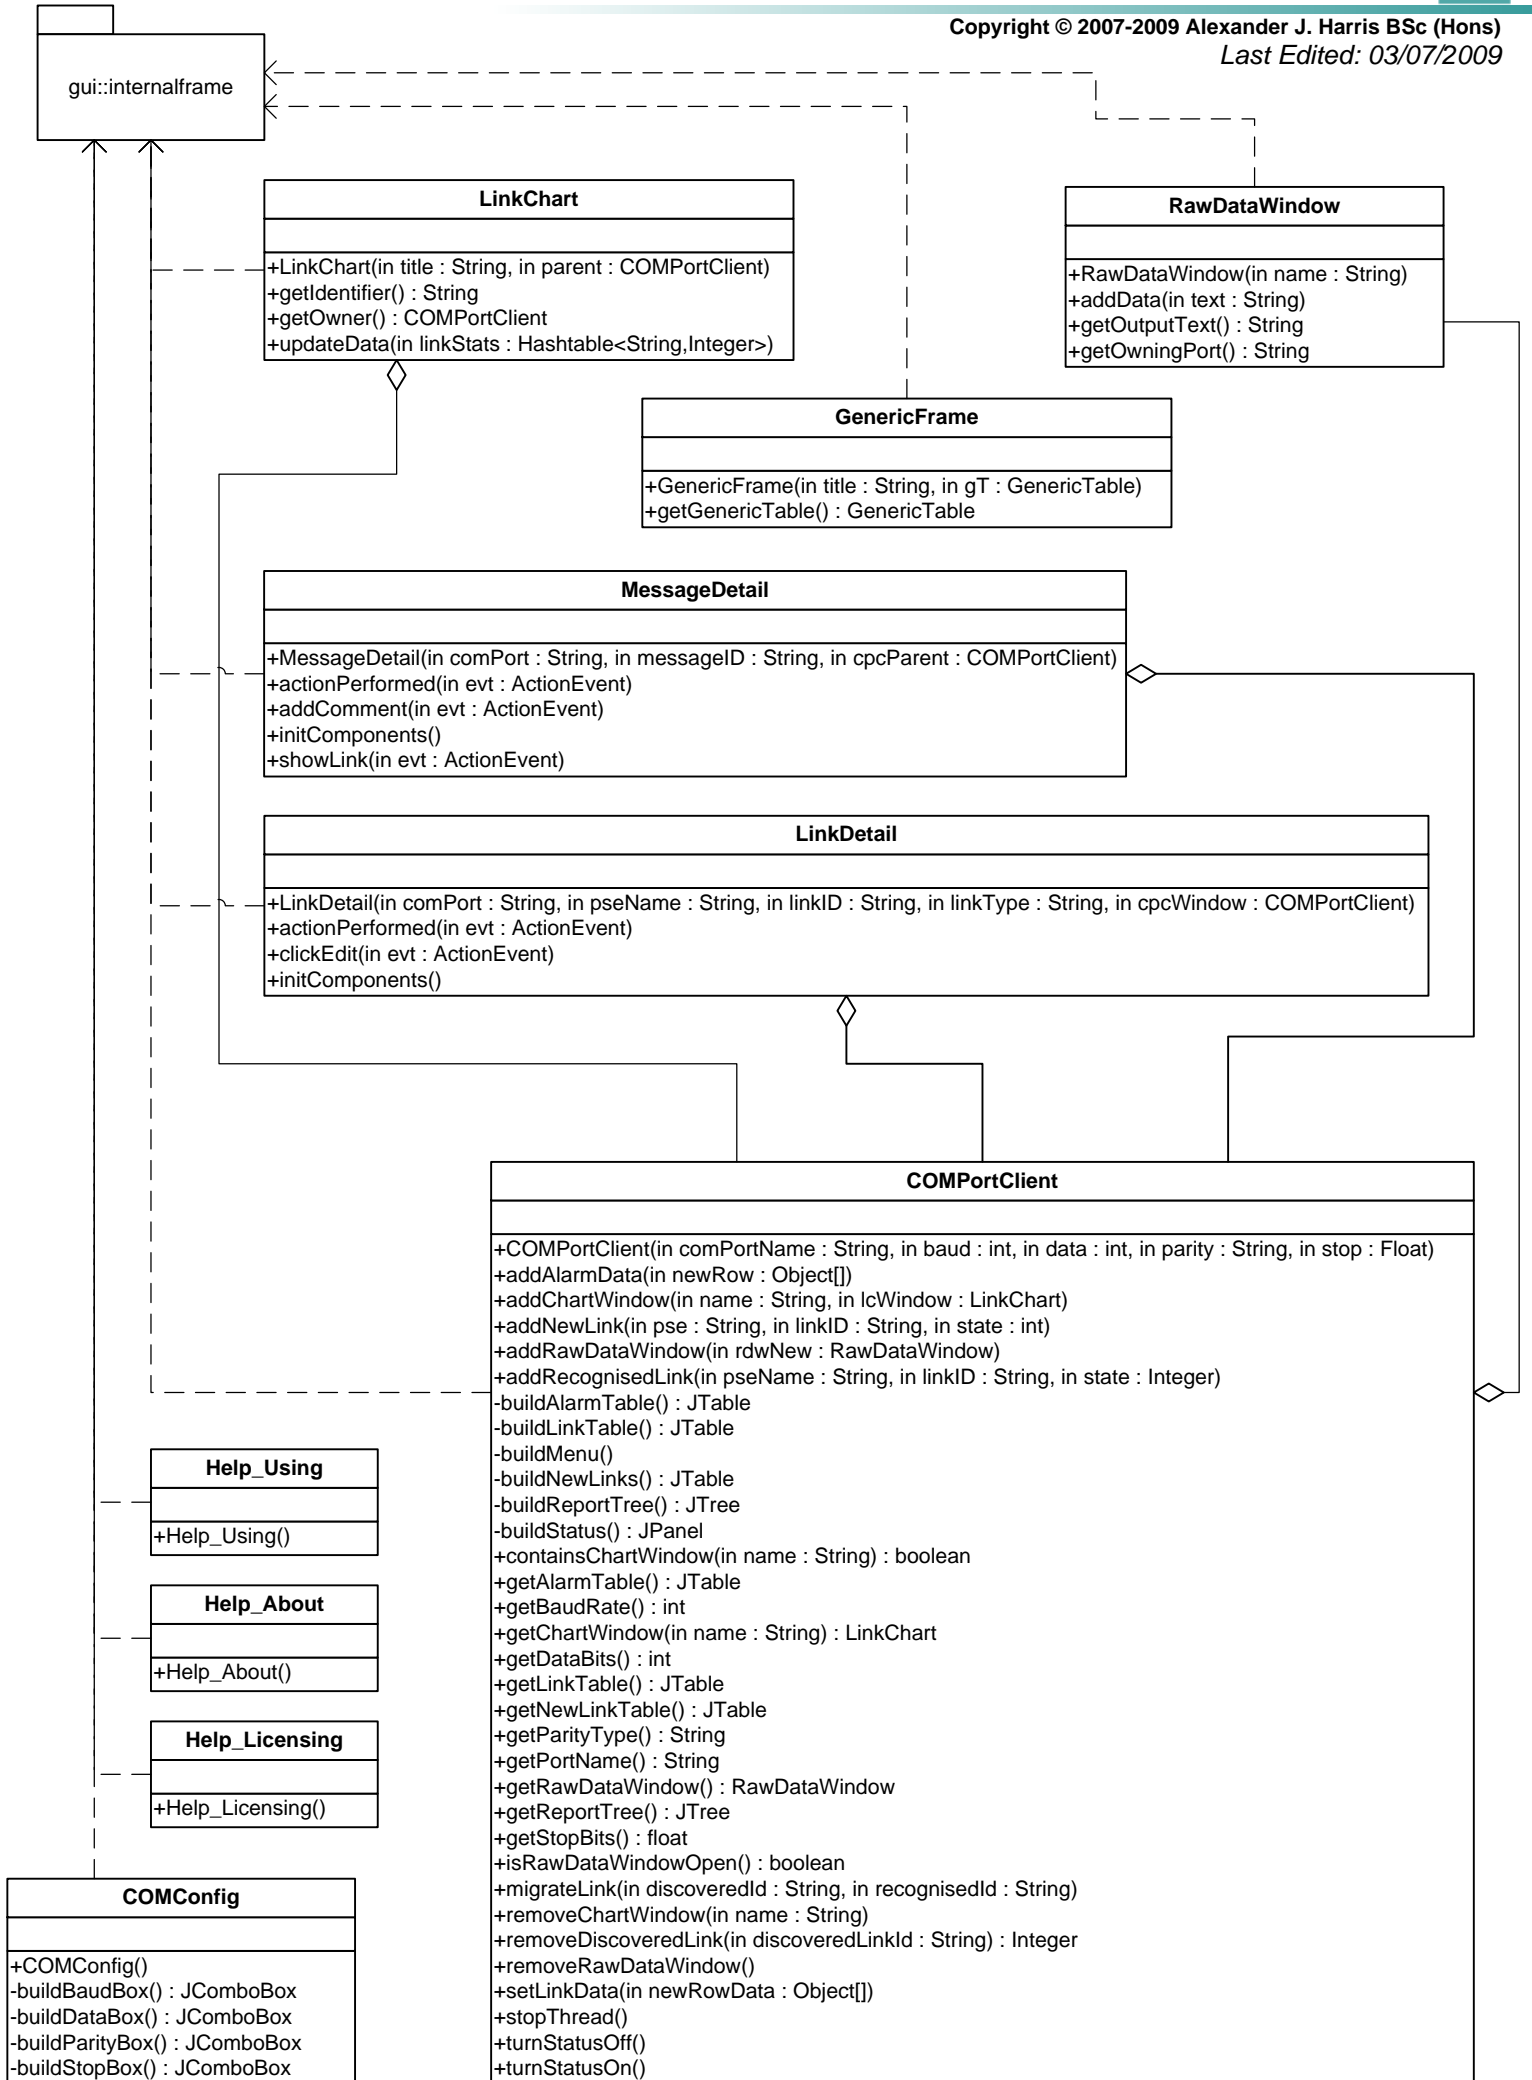 Copyright © 2007-2009 Alexander J. Harris BSc (Hons)
Last Edited: 03/07/2009
gui::internalframe
LinkChart
+LinkChart(in title : String, in parent : COMPortClient)
+getIdentifier() : String
+getOwner() : COMPortClient
+updateData(in linkStats : Hashtable<String,Integer>)
RawDataWindow
+RawDataWindow(in name : String)
+addData(in text : String)
+getOutputText() : String
+getOwningPort() : String
GenericFrame
+GenericFrame(in title : String, in gT : GenericTable)
+getGenericTable() : GenericTable
MessageDetail
+MessageDetail(in comPort : String, in messageID : String, in cpcParent : COMPortClient)
+actionPerformed(in evt : ActionEvent)
+addComment(in evt : ActionEvent)
+initComponents()
+showLink(in evt : ActionEvent)
LinkDetail
+LinkDetail(in comPort : String, in pseName : String, in linkID : String, in linkType : String, in cpcWindow : COMPortClient)
+actionPerformed(in evt : ActionEvent)
+clickEdit(in evt : ActionEvent)
+initComponents()
COMPortClient
+COMPortClient(in comPortName : String, in baud : int, in data : int, in parity : String, in stop : Float)
+addAlarmData(in newRow : Object[])
+addChartWindow(in name : String, in lcWindow : LinkChart)
+addNewLink(in pse : String, in linkID : String, in state : int)
+addRawDataWindow(in rdwNew : RawDataWindow)
+addRecognisedLink(in pseName : String, in linkID : String, in state : Integer)
-buildAlarmTable() : JTable
-buildLinkTable() : JTable
-buildMenu()
-buildNewLinks() : JTable
-buildReportTree() : JTree
-buildStatus() : JPanel
+containsChartWindow(in name : String) : boolean
+getAlarmTable() : JTable
+getBaudRate() : int
+getChartWindow(in name : String) : LinkChart
+getDataBits() : int
+getLinkTable() : JTable
+getNewLinkTable() : JTable
+getParityType() : String
+getPortName() : String
+getRawDataWindow() : RawDataWindow
+getReportTree() : JTree
+getStopBits() : float
+isRawDataWindowOpen() : boolean
+migrateLink(in discoveredId : String, in recognisedId : String)
+removeChartWindow(in name : String)
+removeDiscoveredLink(in discoveredLinkId : String) : Integer
+removeRawDataWindow()
+setLinkData(in newRowData : Object[])
+stopThread()
+turnStatusOff()
+turnStatusOn()
Help_Using
+Help_Using()
Help_About
+Help_About()
Help_Licensing
+Help_Licensing()
COMConfig
+COMConfig()
-buildBaudBox() : JComboBox
-buildDataBox() : JComboBox
-buildParityBox() : JComboBox
-buildStopBox() : JComboBox